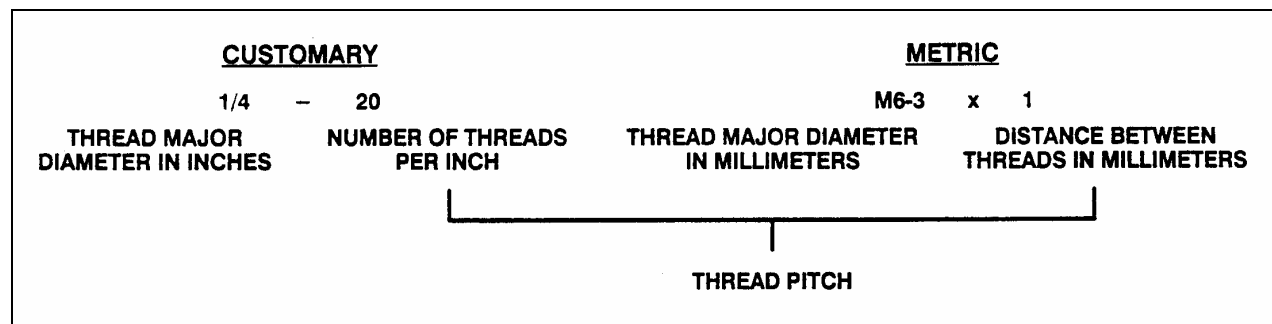 CUSTOMARY
1/4 – 20
THREAD MAJOR
DIAMETER IN INCHES
NUMBER OF THREADS
PER INCH
METRIC
M6-3 x 1
THREAD MAJOR DIAMETER
IN MILLIMETERS
DISTANCE BETWEEN
THREADS IN MILLIMETERS
THREAD PITCH